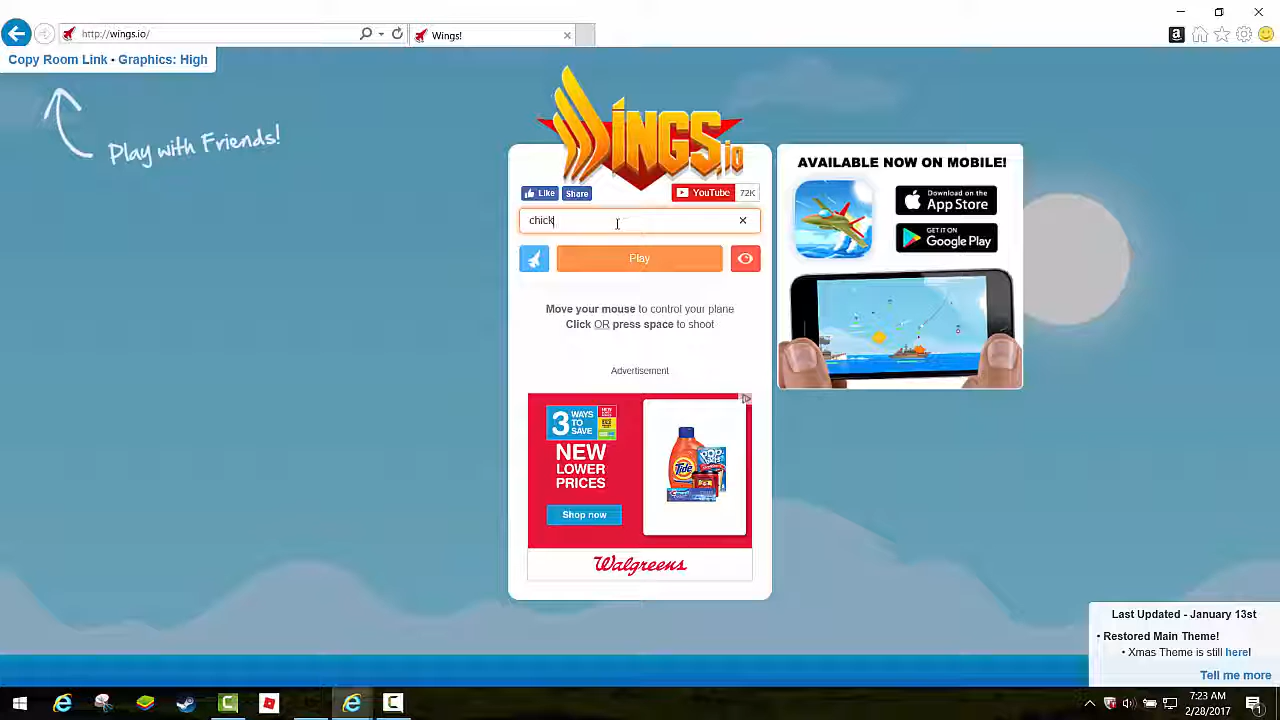 http://wings.io/
Wings!
Copy Room Link • Graphics: High
Play with Friends!
WINGS.io
Like
Share
YouTube
72K
chick
Play
Move your mouse to control your plane
Click OR press space to shoot
Advertisement
3 WAYS TO SAVE
NEW
LOWER
PRICES
Shop now
Tide
POP
Walgreens
AVAILABLE NOW ON MOBILE!
Download on the
App Store
GET IT ON
Google Play
Last Updated - January 13st
• Restored Main Theme!
• Xmas Theme is still here!
Tell me more
7:23 AM
2/28/2017